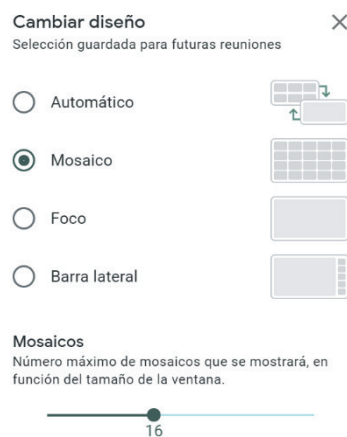 Cambiar diseño
Selección guardada para futuras reuniones
Automático
Mosaico
Foco
Barra lateral
Mosaicos
Número máximo de mosaicos que se mostrará, en
función del tamaño de la ventana.
16